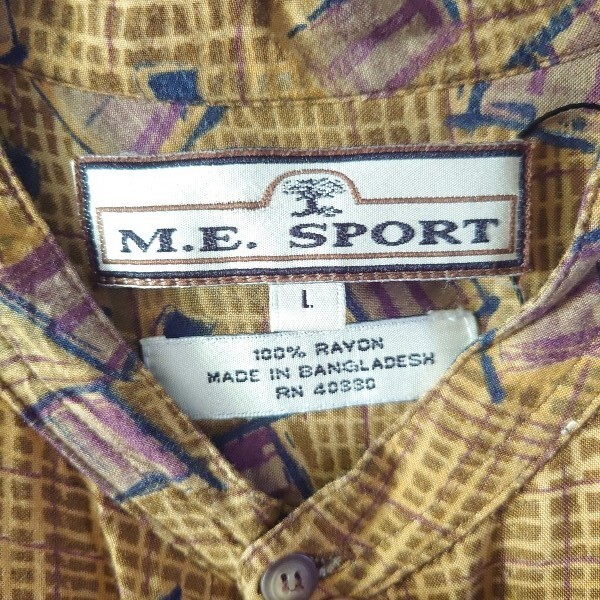 M.E. SPORT
L
100% RAYON
MADE IN BANGLADESH
RN 40330